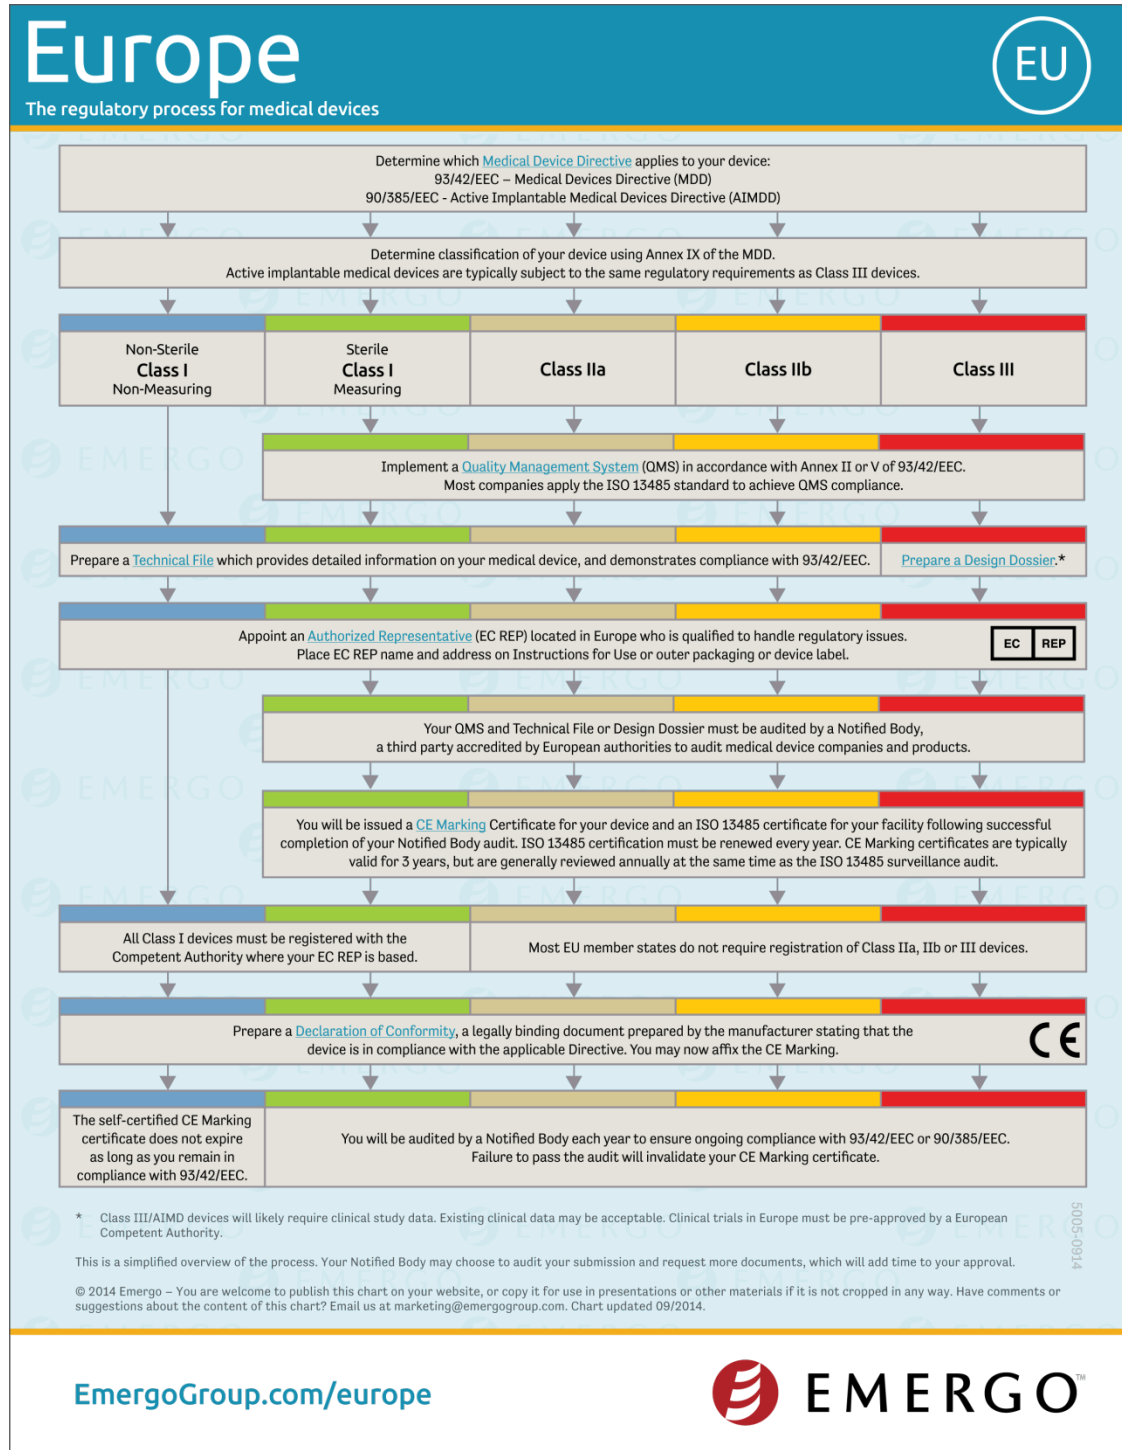 Europe
EU
The regulatory process for medical devices
Determine which Medical Device Directive applies to your device:
93/42/EEC – Medical Devices Directive (MDD)
90/385/EEC - Active Implantable Medical Devices Directive (AIMDD)
Determine classification of your device using Annex IX of the MDD.
Active implantable medical devices are typically subject to the same regulatory requirements as Class III devices.
Non-Sterile
Class I
Non-Measuring
Sterile
Class I
Measuring
Class IIa
Class IIb
Class III
Implement a Quality Management System (QMS) in accordance with Annex II or V of 93/42/EEC.
Most companies apply the ISO 13485 standard to achieve QMS compliance.
Prepare a Technical File which provides detailed information on your medical device, and demonstrates compliance with 93/42/EEC.
Prepare a Design Dossier.*
Appoint an Authorized Representative (EC REP) located in Europe who is qualified to handle regulatory issues.
Place EC REP name and address on Instructions for Use or outer packaging or device label.
EC REP
Your QMS and Technical File or Design Dossier must be audited by a Notified Body,
a third party accredited by European authorities to audit medical device companies and products.
You will be issued a CE Marking Certificate for your device and an ISO 13485 certificate for your facility following successful
completion of your Notified Body audit. ISO 13485 certification must be renewed every year. CE Marking certificates are typically
valid for 3 years, but are generally reviewed annually at the same time as the ISO 13485 surveillance audit.
All Class I devices must be registered with the
Competent Authority where your EC REP is based.
Most EU member states do not require registration of Class IIa, IIb or III devices.
Prepare a Declaration of Conformity, a legally binding document prepared by the manufacturer stating that the
device is in compliance with the applicable Directive. You may now affix the CE Marking.
CE
The self-certified CE Marking
certificate does not expire
as long as you remain in
compliance with 93/42/EEC.
You will be audited by a Notified Body each year to ensure ongoing compliance with 93/42/EEC or 90/385/EEC.
Failure to pass the audit will invalidate your CE Marking certificate.
* Class III/AIMD devices will likely require clinical study data. Existing clinical data may be acceptable. Clinical trials in Europe must be pre-approved by a European
Competent Authority.
This is a simplified overview of the process. Your Notified Body may choose to audit your submission and request more documents, which will add time to your approval.
© 2014 Emergo – You are welcome to publish this chart on your website, or copy it for use in presentations or other materials if it is not cropped in any way. Have comments or
suggestions about the content of this chart? Email us at marketing@emergogroup.com. Chart updated 09/2014.
5005-0914
EmergoGroup.com/europe
EMERGO™